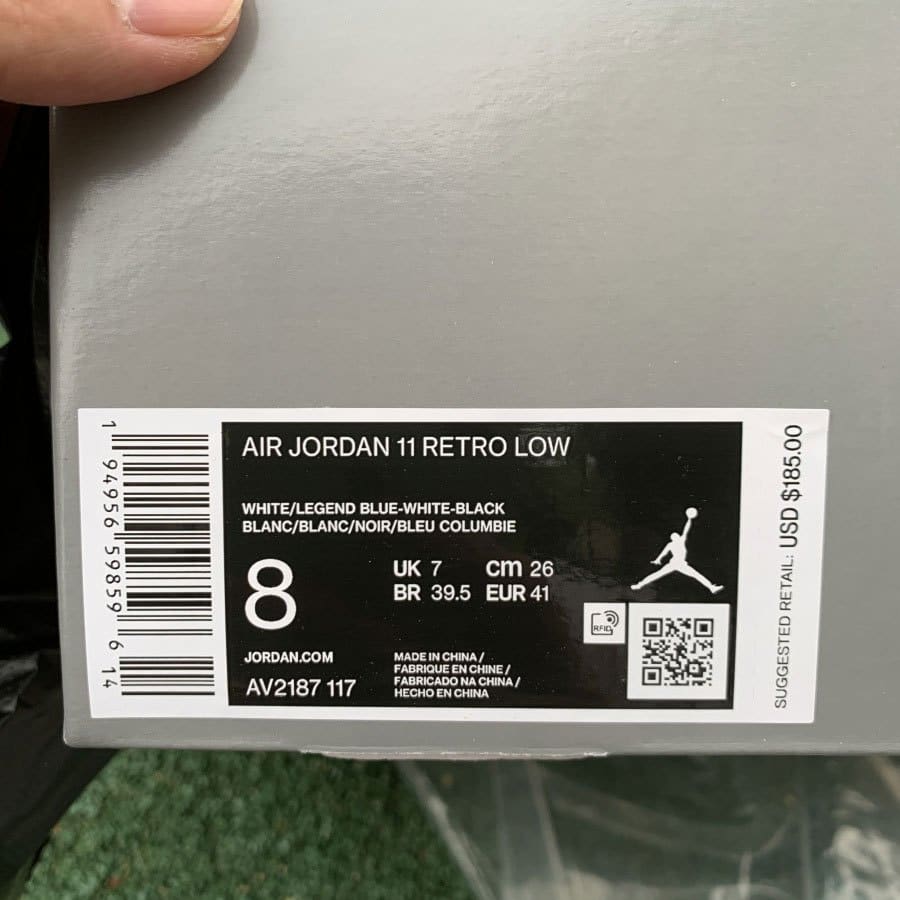 AIR JORDAN 11 RETRO LOW
WHITE/LEGEND BLUE-WHITE-BLACK
BLANC/BLANC/NOIR/BLEU COLUMBIE
8
UK 7 cm 26
BR 39.5 EUR 41
RFID
JORDAN.COM
AV2187 117
MADE IN CHINA /
FABRIQUE EN CHINE /
FABRICADO NA CHINA /
HECHO EN CHINA
1 94956 59859 6 14
SUGGESTED RETAIL: USD $185.00